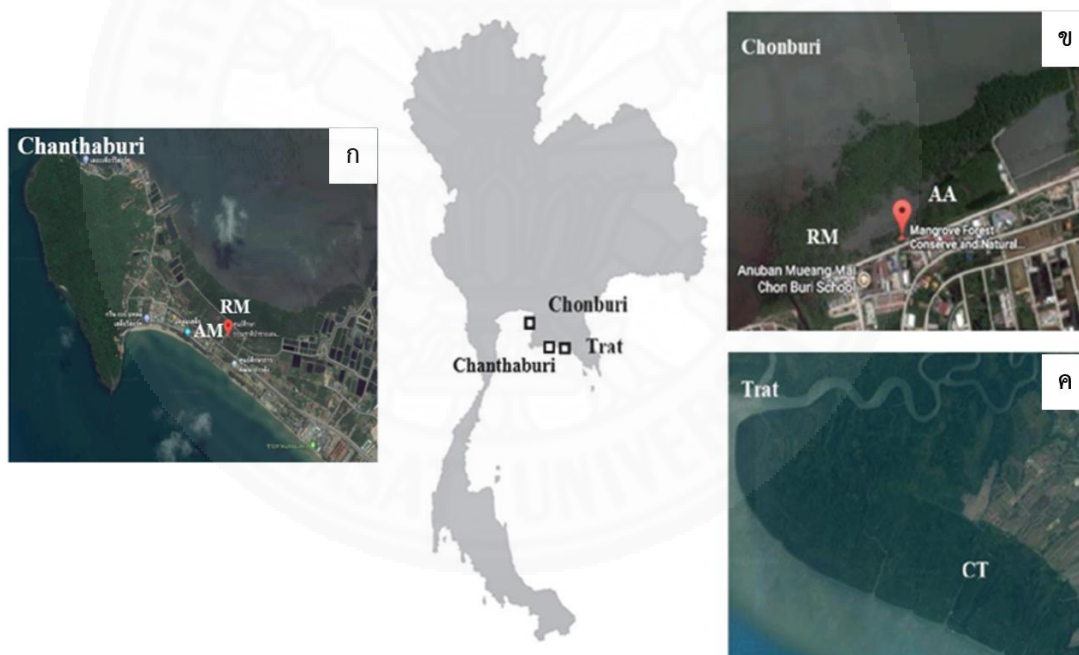 Chanthaburi
ก
RM
AM
Chonburi
ข
AA
RM
Mangrove Forest
Conserve and Natural...
Anuban Mueang Mai
Chon Buri School
Chonburi
Trat
Chanthaburi
Trat
ค
CT